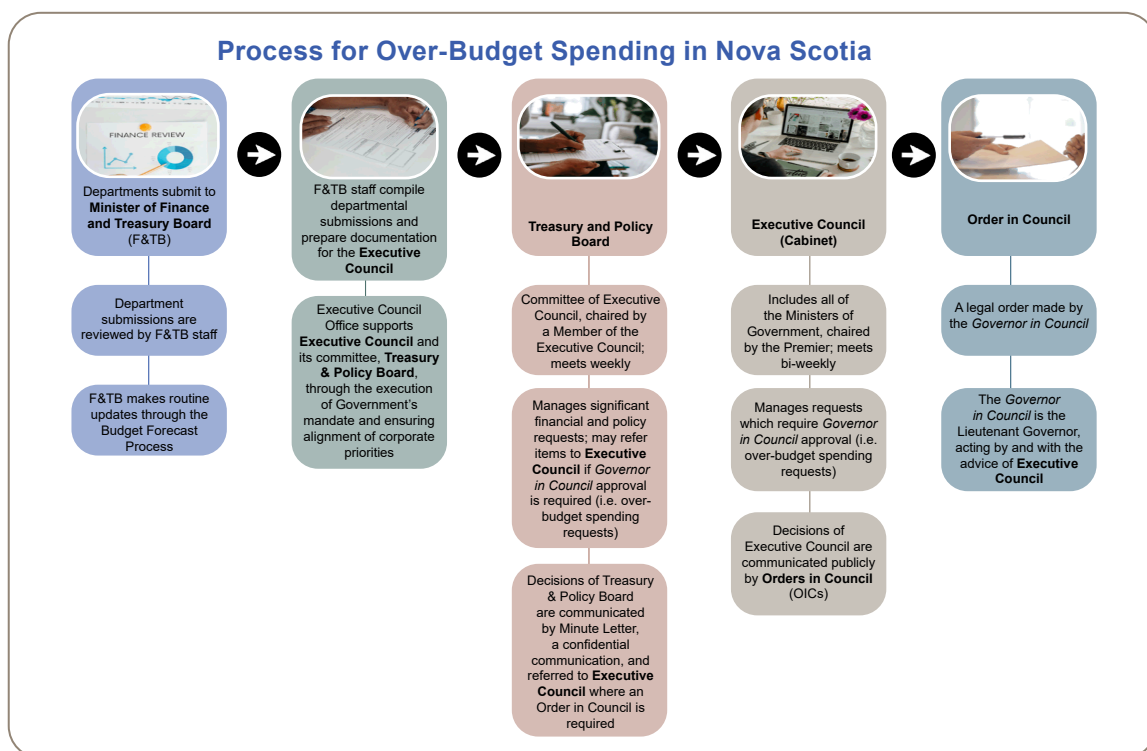 Process for Over-Budget Spending in Nova Scotia
FINANCE REVIEW
Departments submit to
Minister of Finance
and Treasury Board
(F&TB)
Department
submissions are
reviewed by F&TB staff
F&TB makes routine
updates through the
Budget Forecast
Process
F&TB staff compile
departmental
submissions and
prepare documentation
for the Executive
Council
Executive Council
Office supports
Executive Council and
its committee, Treasury
& Policy Board,
through the execution
of Government’s
mandate and ensuring
alignment of corporate
priorities
Treasury and Policy
Board
Committee of Executive
Council, chaired by
a Member of the
Executive Council;
meets weekly
Manages significant
financial and policy
requests; may refer
items to Executive
Council if Governor
in Council approval
is required (i.e. over-
budget spending
requests)
Decisions of Treasury
& Policy Board
are communicated
by Minute Letter,
a confidential
communication, and
referred to Executive
Council where an
Order in Council is
required
Executive Council
(Cabinet)
Includes all of
the Ministers of
Government, chaired
by the Premier; meets
bi-weekly
Manages requests
which require Governor
in Council approval (i.e.
over-budget spending
requests)
Decisions of
Executive Council are
communicated publicly
by Orders in Council
(OICs)
Order in Council
A legal order made by
the Governor in Council
The Governor
in Council is the
Lieutenant Governor,
acting by and with the
advice of Executive
Council